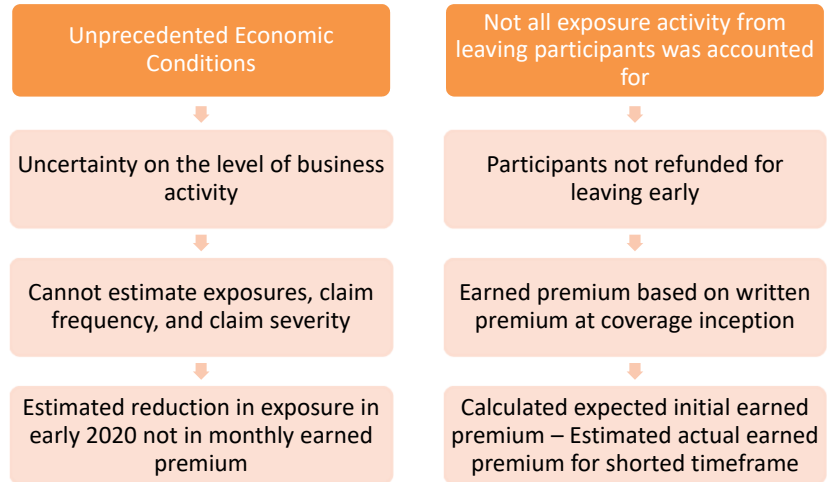 Unprecedented Economic
Conditions
Uncertainty on the level of business
activity
Cannot estimate exposures, claim
frequency, and claim severity
Estimated reduction in exposure in
early 2020 not in monthly earned
premium
Not all exposure activity from
leaving participants was accounted
for
Participants not refunded for
leaving early
Earned premium based on written
premium at coverage inception
Calculated expected initial earned
premium – Estimated actual earned
premium for shorted timeframe